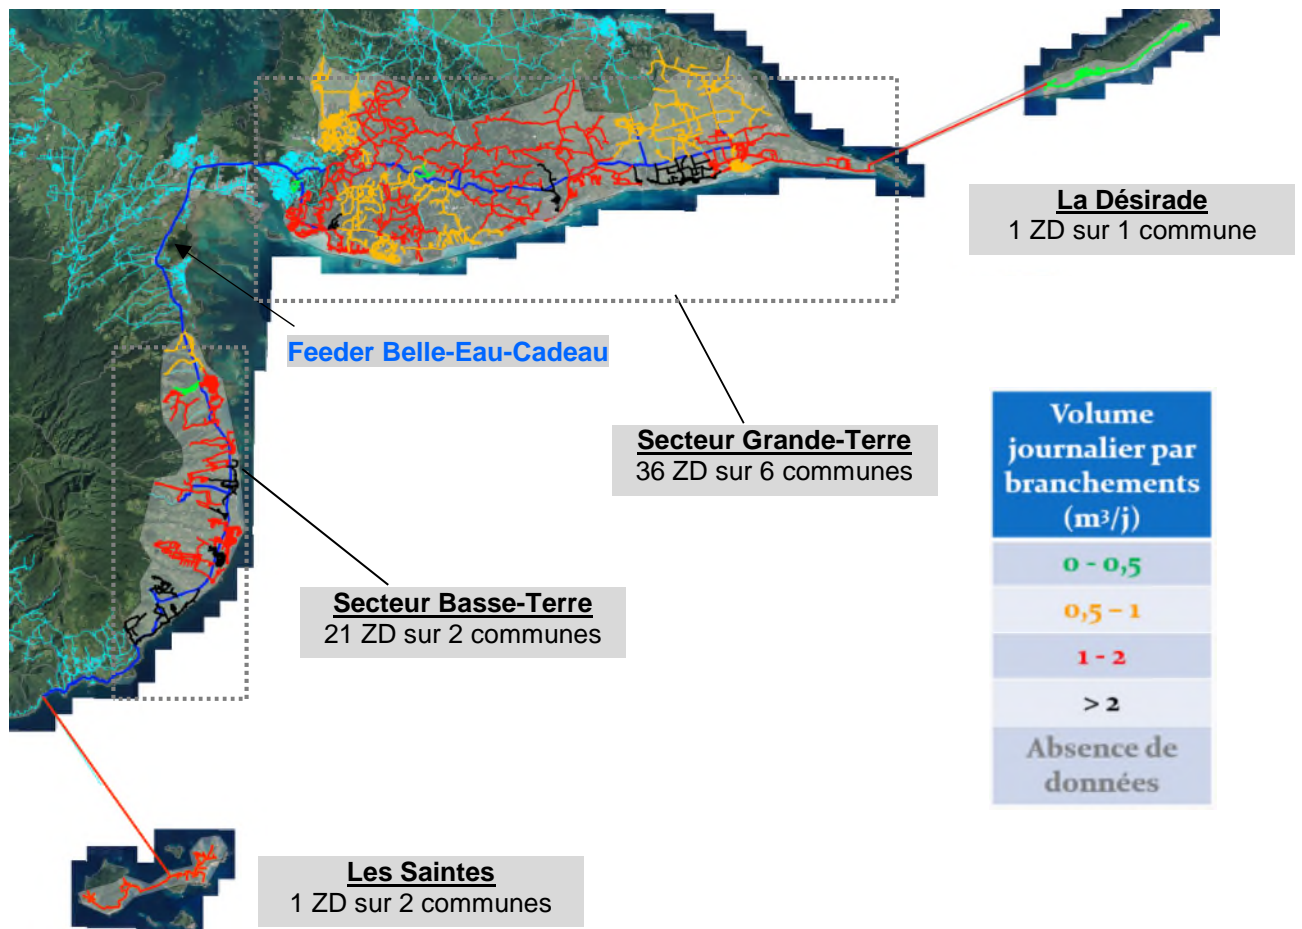 La Désirade
1 ZD sur 1 commune
Feeder Belle-Eau-Cadeau
Secteur Grande-Terre
36 ZD sur 6 communes
Secteur Basse-Terre
21 ZD sur 2 communes
Les Saintes
1 ZD sur 2 communes
Volume
journalier par
branchements
(m³/j)
0 - 0,5
0,5 – 1
1 - 2
> 2
Absence de
données